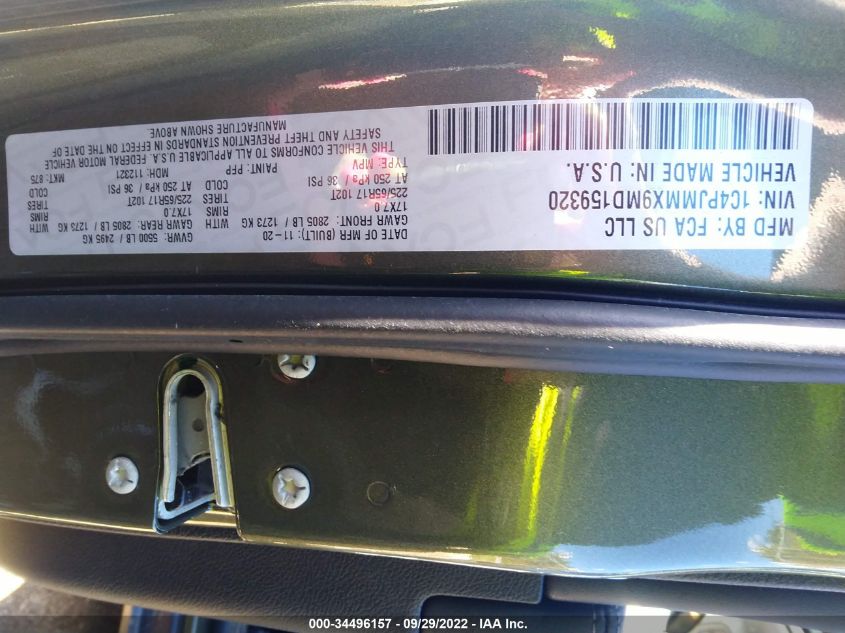 MFD BY: FCA US LLC
VIN: 1C4PJMMX9MD159320
VEHICLE MADE IN: U.S.A.
DATE OF MFR (BUILT): 11-20
GVWR: 5500 LB / 2495 KG
GAWR FRONT: 2805 LB / 1273 KG WITH
17X7.0 RIMS
225/65R17 102T TIRES
AT 250 kPa / 36 PSI COLD
GAWR REAR: 2805 LB / 1273 KG WITH
17X7.0 RIMS
225/65R17 102T TIRES
AT 250 kPa / 36 PSI COLD
TYPE: MPV PAINT: PFP MDH: 112321 MKT: 875
THIS VEHICLE CONFORMS TO ALL APPLICABLE U.S.A. FEDERAL MOTOR VEHICLE
SAFETY AND THEFT PREVENTION STANDARDS IN EFFECT ON THE DATE OF
MANUFACTURE SHOWN ABOVE.
000-34496157 - 09/29/2022 - IAA Inc.